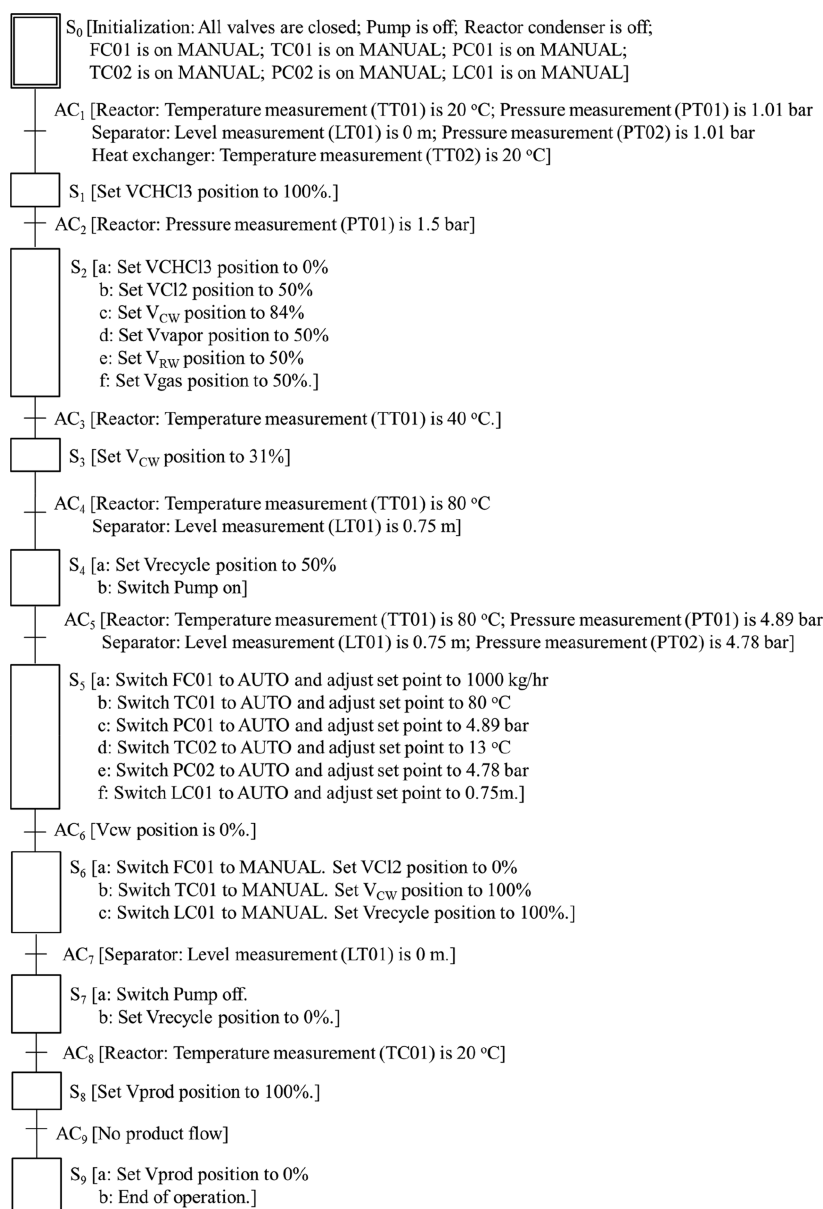 S₀ [Initialization: All valves are closed; Pump is off; Reactor condenser is off;
FC01 is on MANUAL; TC01 is on MANUAL; PC01 is on MANUAL;
TC02 is on MANUAL; PC02 is on MANUAL; LC01 is on MANUAL]
AC₁ [Reactor: Temperature measurement (TT01) is 20 °C; Pressure measurement (PT01) is 1.01 bar
Separator: Level measurement (LT01) is 0 m; Pressure measurement (PT02) is 1.01 bar
Heat exchanger: Temperature measurement (TT02) is 20 °C]
S₁ [Set VCHCl3 position to 100%.]
AC₂ [Reactor: Pressure measurement (PT01) is 1.5 bar]
S₂ [a: Set VCHCl3 position to 0%
b: Set VCl2 position to 50%
c: Set V_CW position to 84%
d: Set Vvapor position to 50%
e: Set V_RW position to 50%
f: Set Vgas position to 50%.]
AC₃ [Reactor: Temperature measurement (TT01) is 40 °C.]
S₃ [Set V_CW position to 31%]
AC₄ [Reactor: Temperature measurement (TT01) is 80 °C
Separator: Level measurement (LT01) is 0.75 m]
S₄ [a: Set Vrecycle position to 50%
b: Switch Pump on]
AC₅ [Reactor: Temperature measurement (TT01) is 80 °C; Pressure measurement (PT01) is 4.89 bar
Separator: Level measurement (LT01) is 0.75 m; Pressure measurement (PT02) is 4.78 bar]
S₅ [a: Switch FC01 to AUTO and adjust set point to 1000 kg/hr
b: Switch TC01 to AUTO and adjust set point to 80 °C
c: Switch PC01 to AUTO and adjust set point to 4.89 bar
d: Switch TC02 to AUTO and adjust set point to 13 °C
e: Switch PC02 to AUTO and adjust set point to 4.78 bar
f: Switch LC01 to AUTO and adjust set point to 0.75m.]
AC₆ [Vcw position is 0%.]
S₆ [a: Switch FC01 to MANUAL. Set VCl2 position to 0%
b: Switch TC01 to MANUAL. Set V_CW position to 100%
c: Switch LC01 to MANUAL. Set Vrecycle position to 100%.]
AC₇ [Separator: Level measurement (LT01) is 0 m.]
S₇ [a: Switch Pump off.
b: Set Vrecycle position to 0%.]
AC₈ [Reactor: Temperature measurement (TC01) is 20 °C]
S₈ [Set Vprod position to 100%.]
AC₉ [No product flow]
S₉ [a: Set Vprod position to 0%
b: End of operation.]